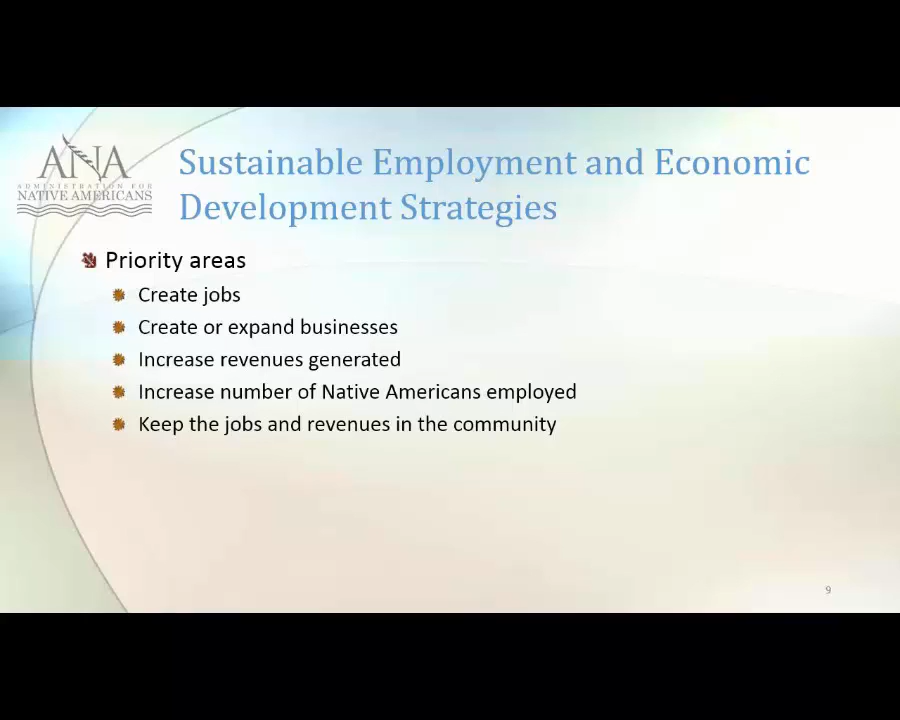 ANA
ADMINISTRATION FOR
NATIVE AMERICANS
Sustainable Employment and Economic
Development Strategies
Priority areas
Create jobs
Create or expand businesses
Increase revenues generated
Increase number of Native Americans employed
Keep the jobs and revenues in the community
9